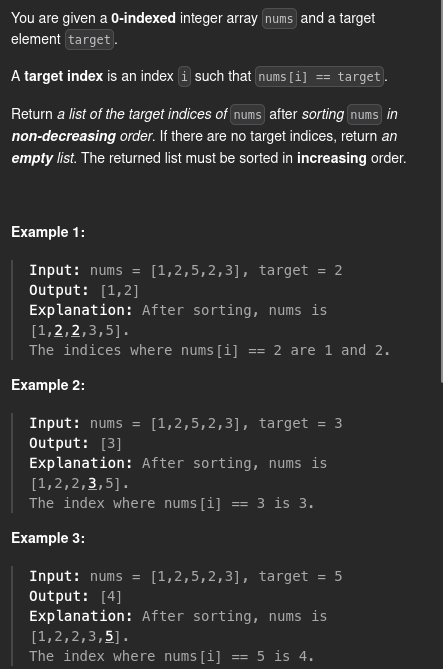 You are given a 0-indexed integer array nums and a target
element target.
A target index is an index i such that nums[i] == target.
Return a list of the target indices of nums after sorting nums in
non-decreasing order. If there are no target indices, return an
empty list. The returned list must be sorted in increasing order.
Example 1:
Input: nums = [1,2,5,2,3], target = 2
Output: [1,2]
Explanation: After sorting, nums is
[1,2,2,3,5].
The indices where nums[i] == 2 are 1 and 2.
Example 2:
Input: nums = [1,2,5,2,3], target = 3
Output: [3]
Explanation: After sorting, nums is
[1,2,2,3,5].
The index where nums[i] == 3 is 3.
Example 3:
Input: nums = [1,2,5,2,3], target = 5
Output: [4]
Explanation: After sorting, nums is
[1,2,2,3,5].
The index where nums[i] == 5 is 4.